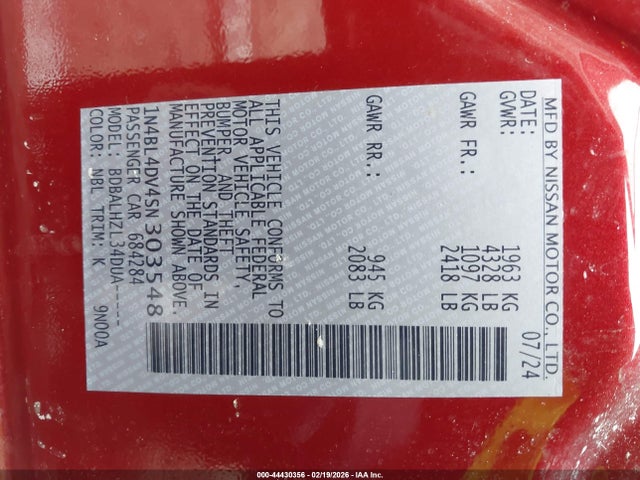 MFD BY NISSAN MOTOR CO., LTD.
DATE: 07/24
GVWR: 1963 KG
4328 LB
GAWR FR.: 1097 KG
2418 LB
GAWR RR.: 945 KG
2083 LB
THIS VEHICLE CONFORMS TO
ALL APPLICABLE FEDERAL
MOTOR VEHICLE SAFETY,
BUMPER, AND THEFT
PREVENTION STANDARDS IN
EFFECT ON THE DATE OF
MANUFACTURE SHOWN ABOVE.
1N4BL4DV4SN303548
PASSENGER CAR 684284
MODEL: BDBALHZL34DUA-----
COLOR: NBL TRIM: K 9N00A
000-44430356 - 02/19/2026 - IAA Inc.